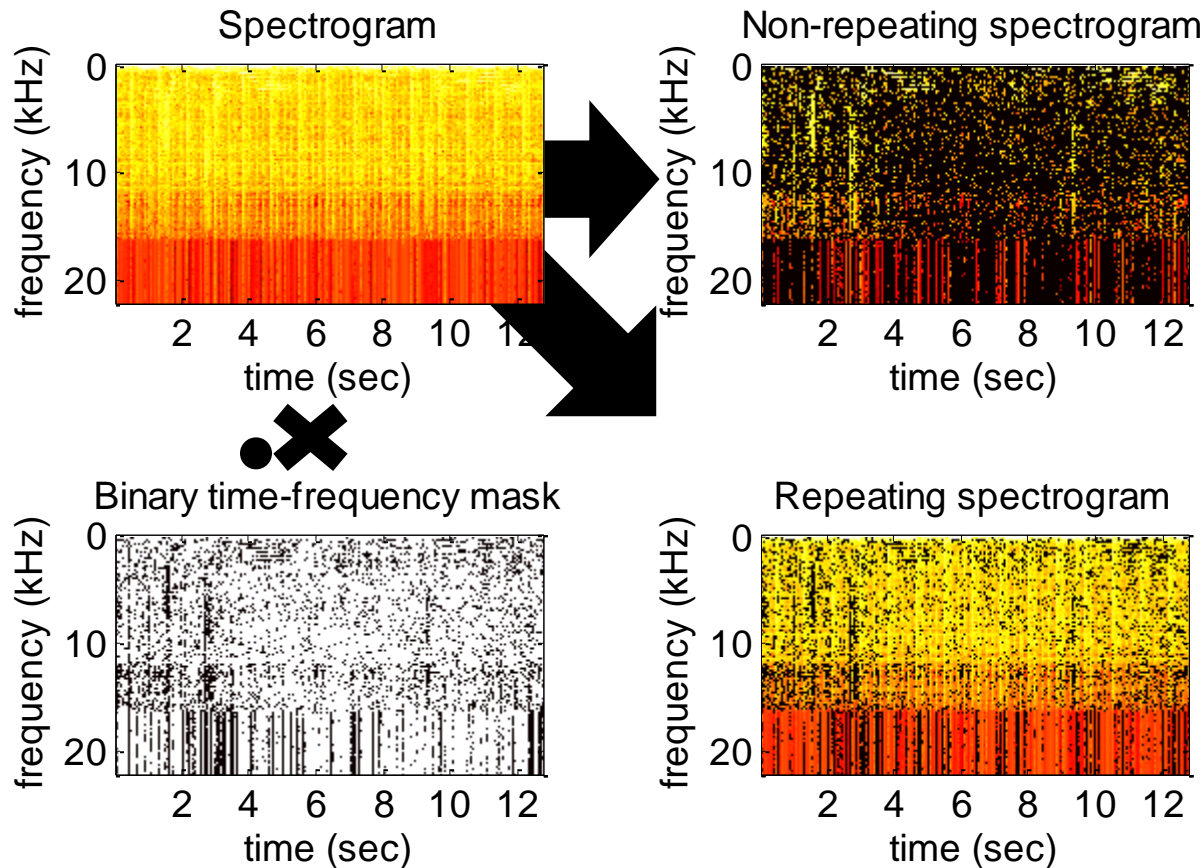 Spectrogram
frequency (kHz)
0
10
20
2 4 6 8 10 12
time (sec)
Non-repeating spectrogram
frequency (kHz)
0
10
20
2 4 6 8 10 12
time (sec)
Binary time-frequency mask
frequency (kHz)
0
10
20
2 4 6 8 10 12
time (sec)
Repeating spectrogram
frequency (kHz)
0
10
20
2 4 6 8 10 12
time (sec)